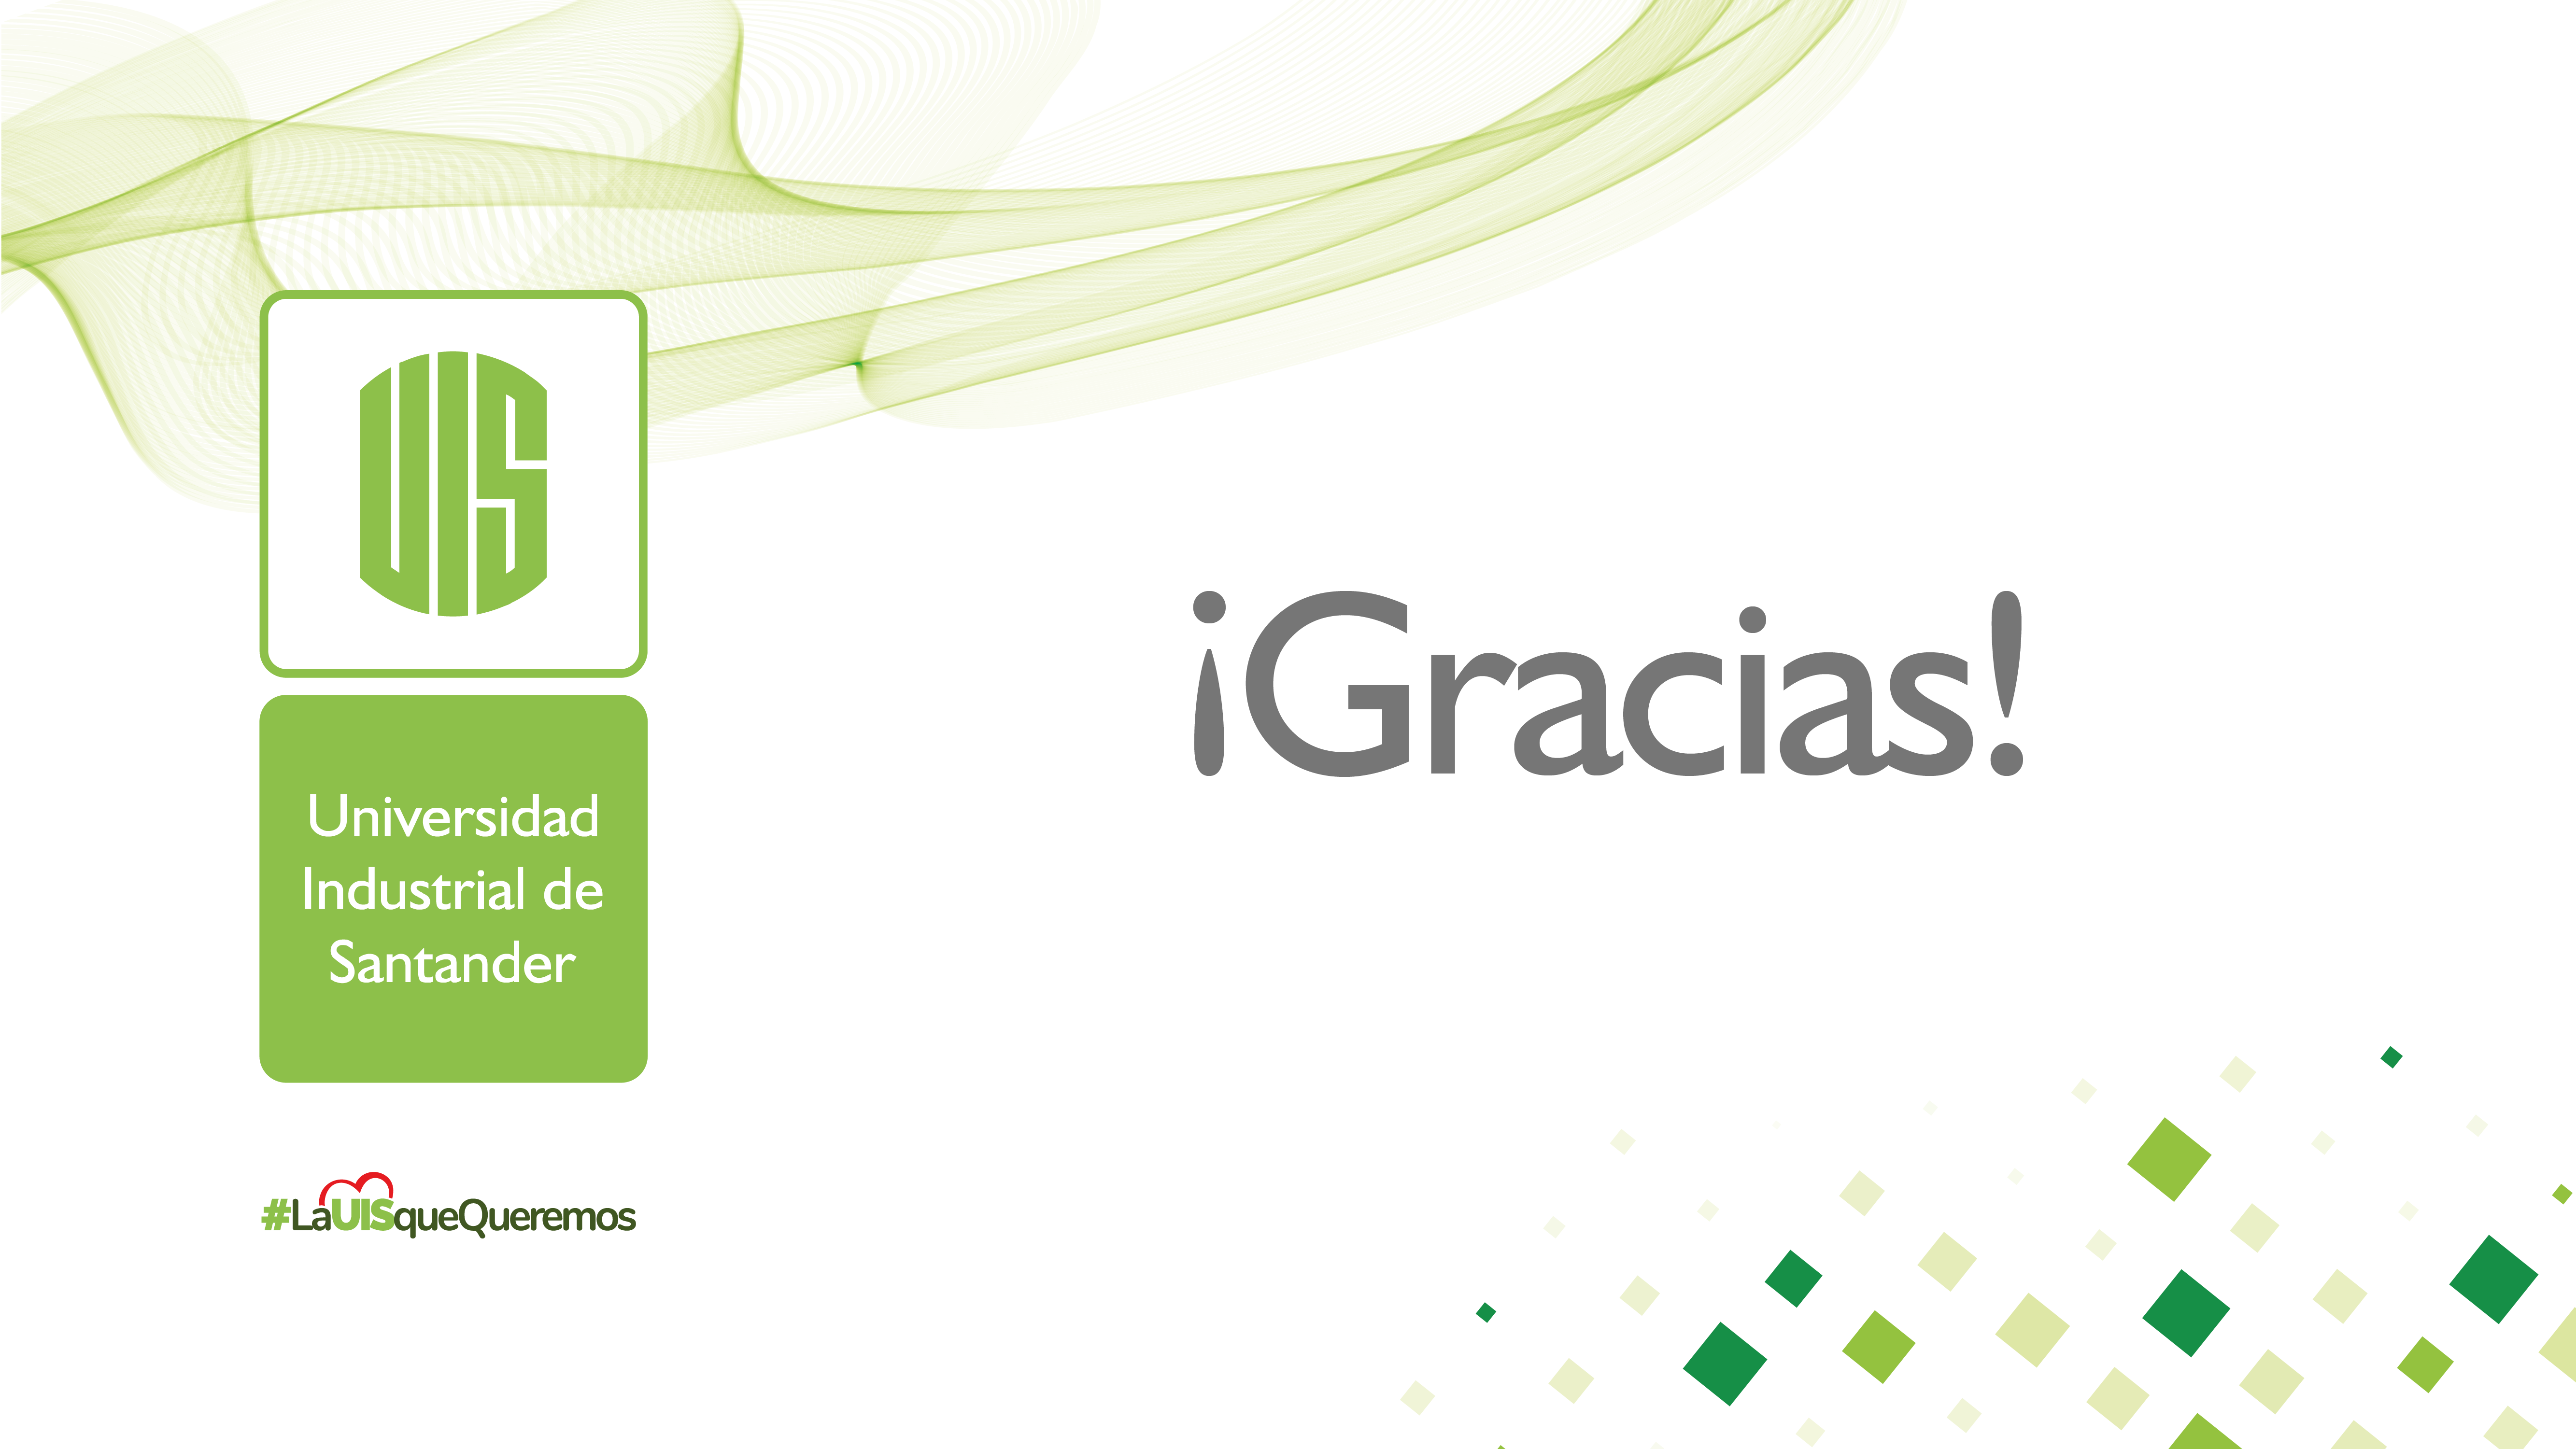 UIS
Universidad
Industrial de
Santander
#LaUISqueQueremos
¡Gracias!